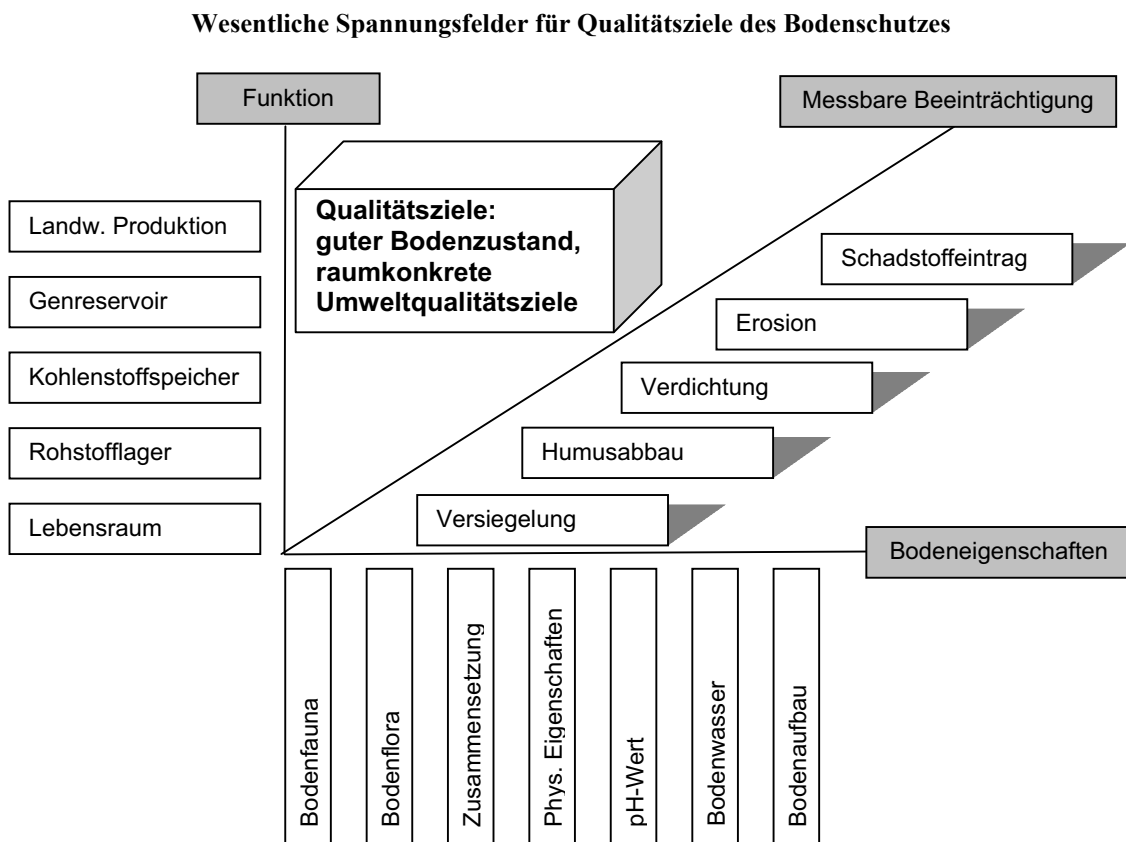 Wesentliche Spannungsfelder für Qualitätsziele des Bodenschutzes
Funktion
Messbare Beeinträchtigung
Qualitätsziele:
guter Bodenzustand,
raumkonkrete
Umweltqualitätsziele
Landw. Produktion
Genreservoir
Kohlenstoffspeicher
Rohstofflager
Lebensraum
Schadstoffeintrag
Erosion
Verdichtung
Humusabbau
Versiegelung
Bodeneigenschaften
Bodenfauna
Bodenflora
Zusammensetzung
Phys. Eigenschaften
pH-Wert
Bodenwasser
Bodenaufbau